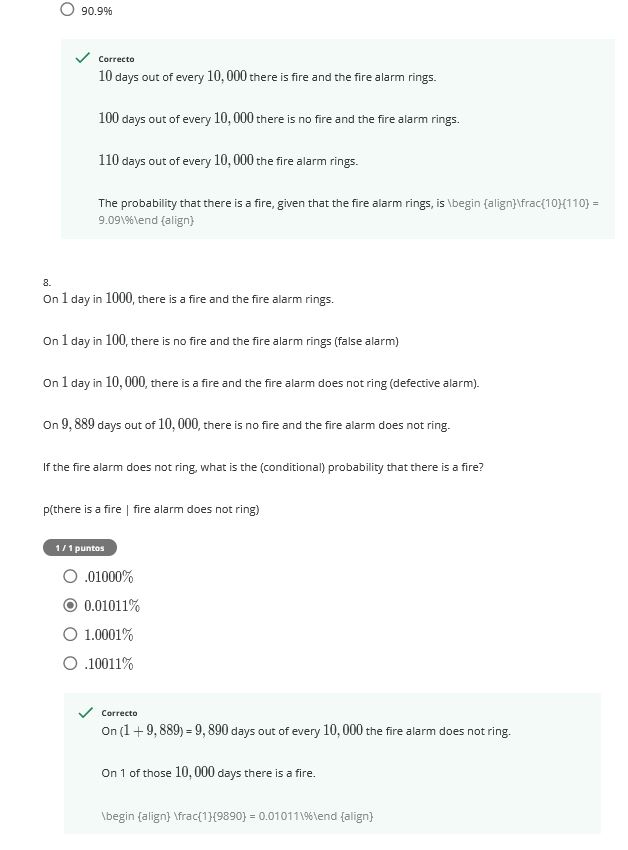 90.9%
Correcto
10 days out of every 10, 000 there is fire and the fire alarm rings.
100 days out of every 10, 000 there is no fire and the fire alarm rings.
110 days out of every 10, 000 the fire alarm rings.
The probability that there is a fire, given that the fire alarm rings, is \begin {align}\frac{10}{110} =
9.09\%\end {align}
8.
On 1 day in 1000, there is a fire and the fire alarm rings.
On 1 day in 100, there is no fire and the fire alarm rings (false alarm)
On 1 day in 10, 000, there is a fire and the fire alarm does not ring (defective alarm).
On 9, 889 days out of 10, 000, there is no fire and the fire alarm does not ring.
If the fire alarm does not ring, what is the (conditional) probability that there is a fire?
p(there is a fire | fire alarm does not ring)
1 / 1 puntos
.01000%
0.01011%
1.0001%
.10011%
Correcto
On (1 + 9, 889) = 9, 890 days out of every 10, 000 the fire alarm does not ring.
On 1 of those 10, 000 days there is a fire.
\begin {align} \frac{1}{9890} = 0.01011\%\end {align}